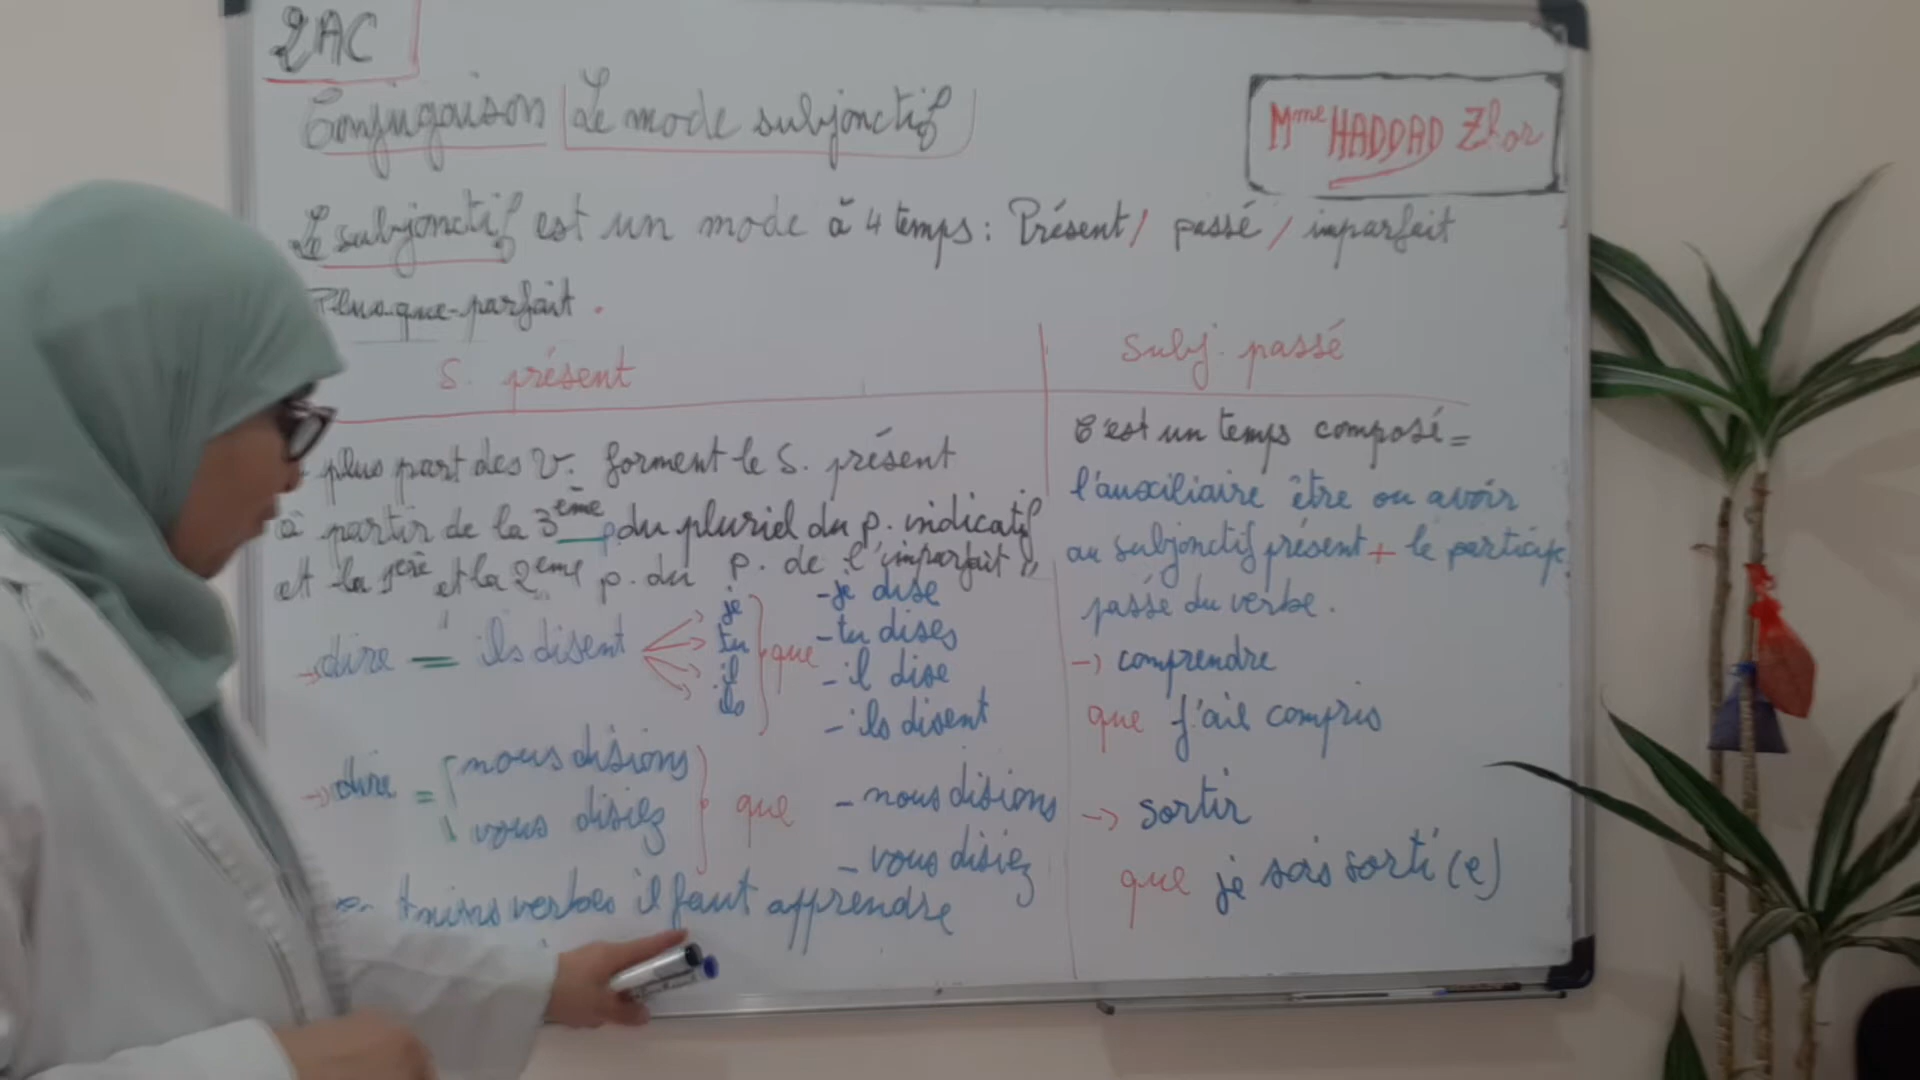 2AC
Conjugaison Le mode subjonctif
Mme HADDAD Zhor
Le subjonctif est un mode à 4 temps : Présent / passé / imparfait
Plus-que-parfait.
S. présent
plus part des v. forment le S. présent
à partir de la 3ème p. du pluriel du p. indicatif
et la 1ère et la 2ème p. du p. de l'imparfait
→ dire = ils disent
je
tu
il
ils
que
- je dise
- tu dises
- il dise
- ils disent
→ dire =
nous disions
vous disiez
que
- nous disions
- vous disiez
verbes il faut apprendre
Subj. passé
C'est un temps composé =
l'auxiliaire être ou avoir
au subjonctif présent + le particip
passé du verbe.
→ comprendre
que j'aie compris
→ sortir
que je sois sorti(e)